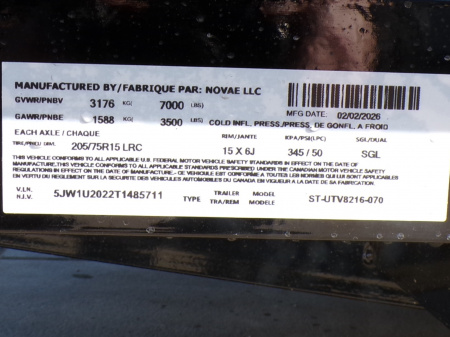 MANUFACTURED BY/FABRIQUE PAR: NOVAE LLC
GVWR/PNBV 3176 KG/ 7000 LBS) MFG DATE: 02/02/2026
GAWR/PNBE 1588 KG/ 3500 LBS) COLD INFL. PRESS./PRESS. DE GONFL. A FROID
EACH AXLE / CHAQUE RIM/JANTE KPA/PSI(LPC)
TIRE/PNEU DIM. 205/75R15 LRC 15 X 6J 345 / 50 SGL
THIS VEHICLE CONFORMS TO ALL APPLICABLE U.S. FEDERAL MOTOR VEHICLE SAFETY STANDARDS IN EFFECT ON THE DATE OF
MANUFACTURE.THIS VEHICLE CONFORMS TO ALL APPLICABLE STANDARDS PRESCRIBED UNDER THE CANADIAN MOTOR VEHICLE SAFETY
REGULATIONS IN EFFECT ON THE DATE OF MANUFACTURE - CE VEHICULE EST CONFORME A TOUTES LES NORMES QUI LUI SONT APPLICABLES EN
VERTU DU REGLEMENT SUR LA SECURITE DES VEHICULES AUTOMOBILES DU CANADA EN VIGUEUR A LA DATE DE SA FABRICATION.
V.I.N. 5JW1U2022T1485711 TYPE TRAILER MODEL ST-UTV8216-070
N.I.V. TRA/REM MODELE